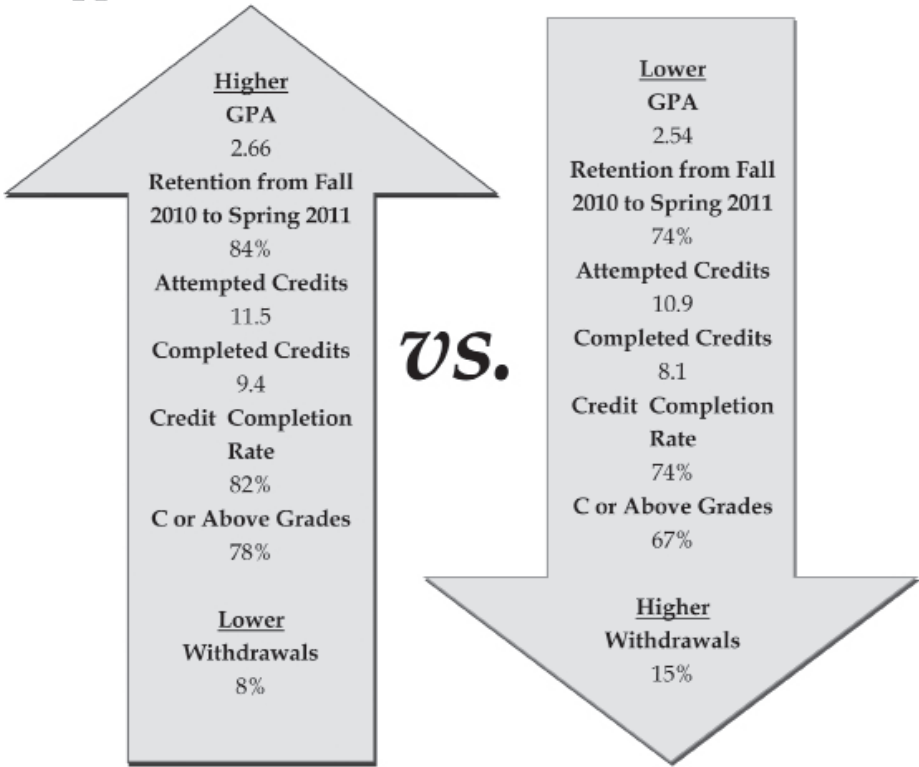 Higher
GPA
2.66
Retention from Fall
2010 to Spring 2011
84%
Attempted Credits
11.5
Completed Credits
9.4
Credit Completion
Rate
82%
C or Above Grades
78%
Lower
Withdrawals
8%
vs.
Lower
GPA
2.54
Retention from Fall
2010 to Spring 2011
74%
Attempted Credits
10.9
Completed Credits
8.1
Credit Completion
Rate
74%
C or Above Grades
67%
Higher
Withdrawals
15%